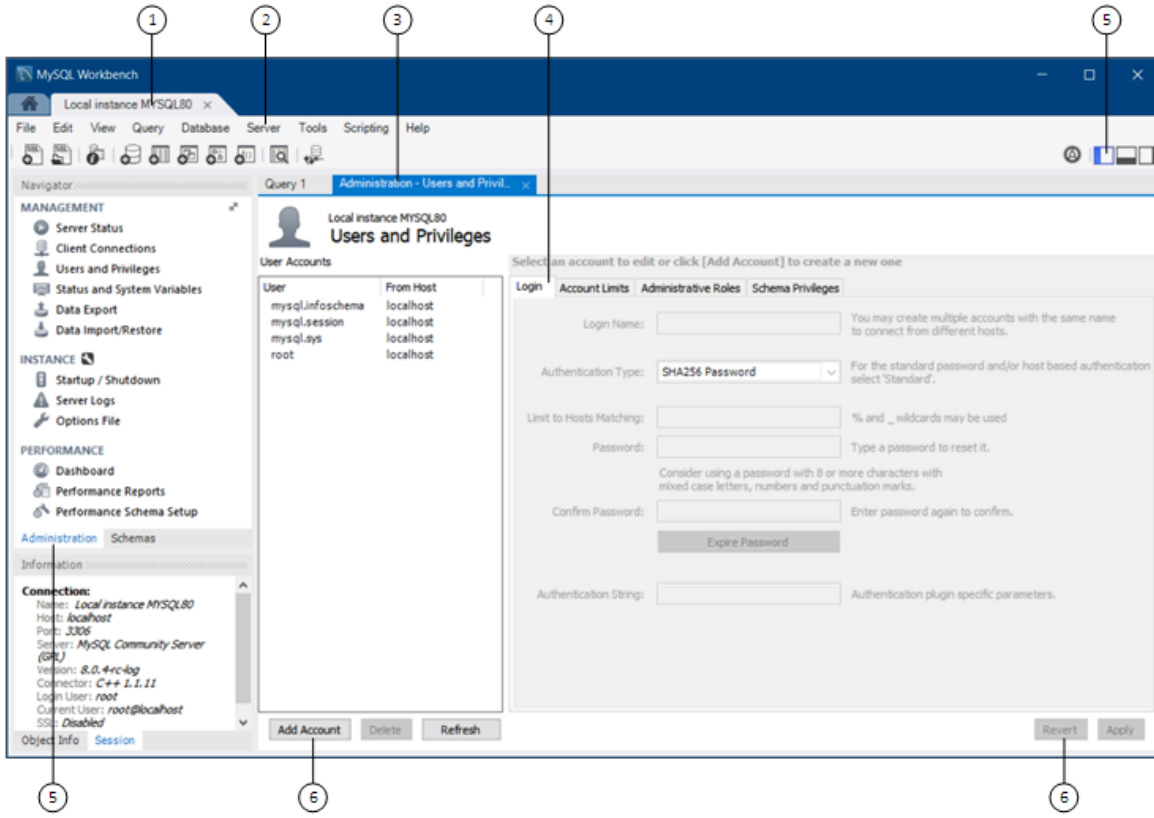 1 2 3 4 5
MySQL Workbench
Local instance MYSQL80 ×
File Edit View Query Database Server Tools Scripting Help
Navigator
MANAGEMENT
Server Status
Client Connections
Users and Privileges
Status and System Variables
Data Export
Data Import/Restore
INSTANCE
Startup / Shutdown
Server Logs
Options File
PERFORMANCE
Dashboard
Performance Reports
Performance Schema Setup
Administration Schemas
Information
Connection:
Name: Local instance MYSQL80
Host: localhost
Port: 3306
Server: MySQL Community Server
(GPL)
Version: 8.0.4-rc-log
Connector: C++ 1.1.11
Login User: root
Current User: root@localhost
SSL: Disabled
Object Info Session
Query 1 Administration - Users and Privil... ×
Local instance MYSQL80
Users and Privileges
User Accounts
User From Host
mysql.infoschema localhost
mysql.session localhost
mysql.sys localhost
root localhost
Add Account Delete Refresh
Select an account to edit or click [Add Account] to create a new one
Login Account Limits Administrative Roles Schema Privileges
Login Name: You may create multiple accounts with the same name
to connect from different hosts.
Authentication Type: SHA256 Password For the standard password and/or host based authentication
select 'Standard'.
Limit to Hosts Matching: % and _ wildcards may be used
Password: Type a password to reset it.
Consider using a password with 8 or more characters with
mixed case letters, numbers and punctuation marks.
Confirm Password: Enter password again to confirm.
Expire Password
Authentication String: Authentication plugin specific parameters.
Revert Apply
5 6 6